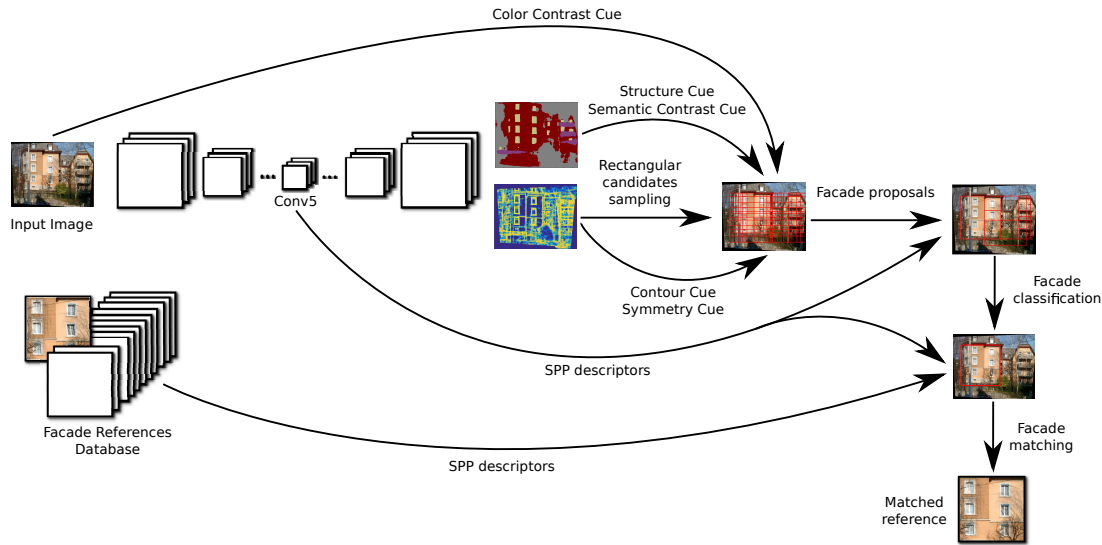 Color Contrast Cue
Structure Cue
Semantic Contrast Cue
Input Image
Conv5
Rectangular
candidates
sampling
Facade proposals
Contour Cue
Symmetry Cue
Facade
classification
SPP descriptors
Facade References
Database
SPP descriptors
Facade
matching
Matched
reference